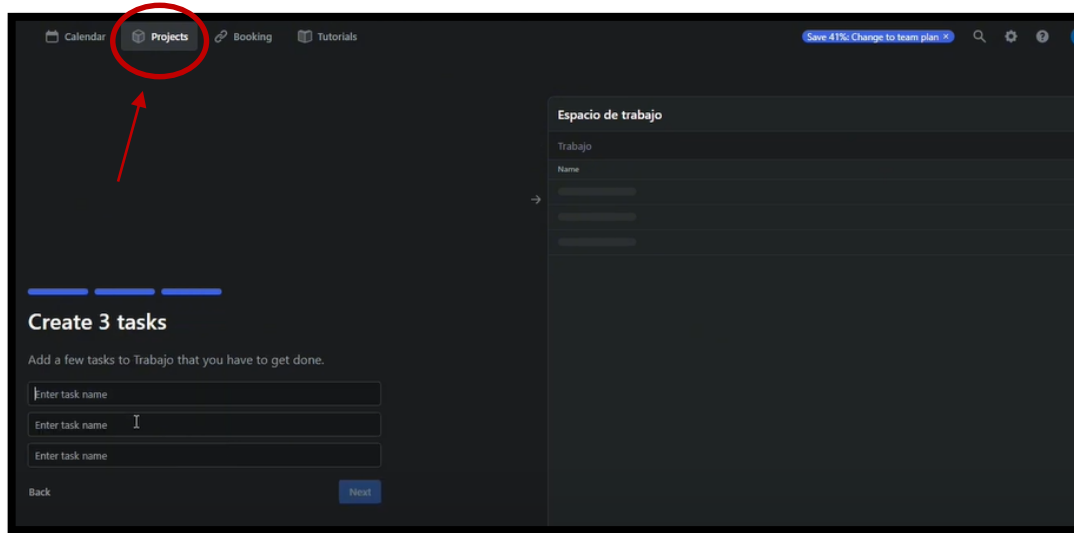 Calendar Projects Booking Tutorials Save 41%: Change to team plan ×
Espacio de trabajo
Trabajo
Name
Create 3 tasks
Add a few tasks to Trabajo that you have to get done.
Enter task name
Enter task name
Enter task name
Back Next